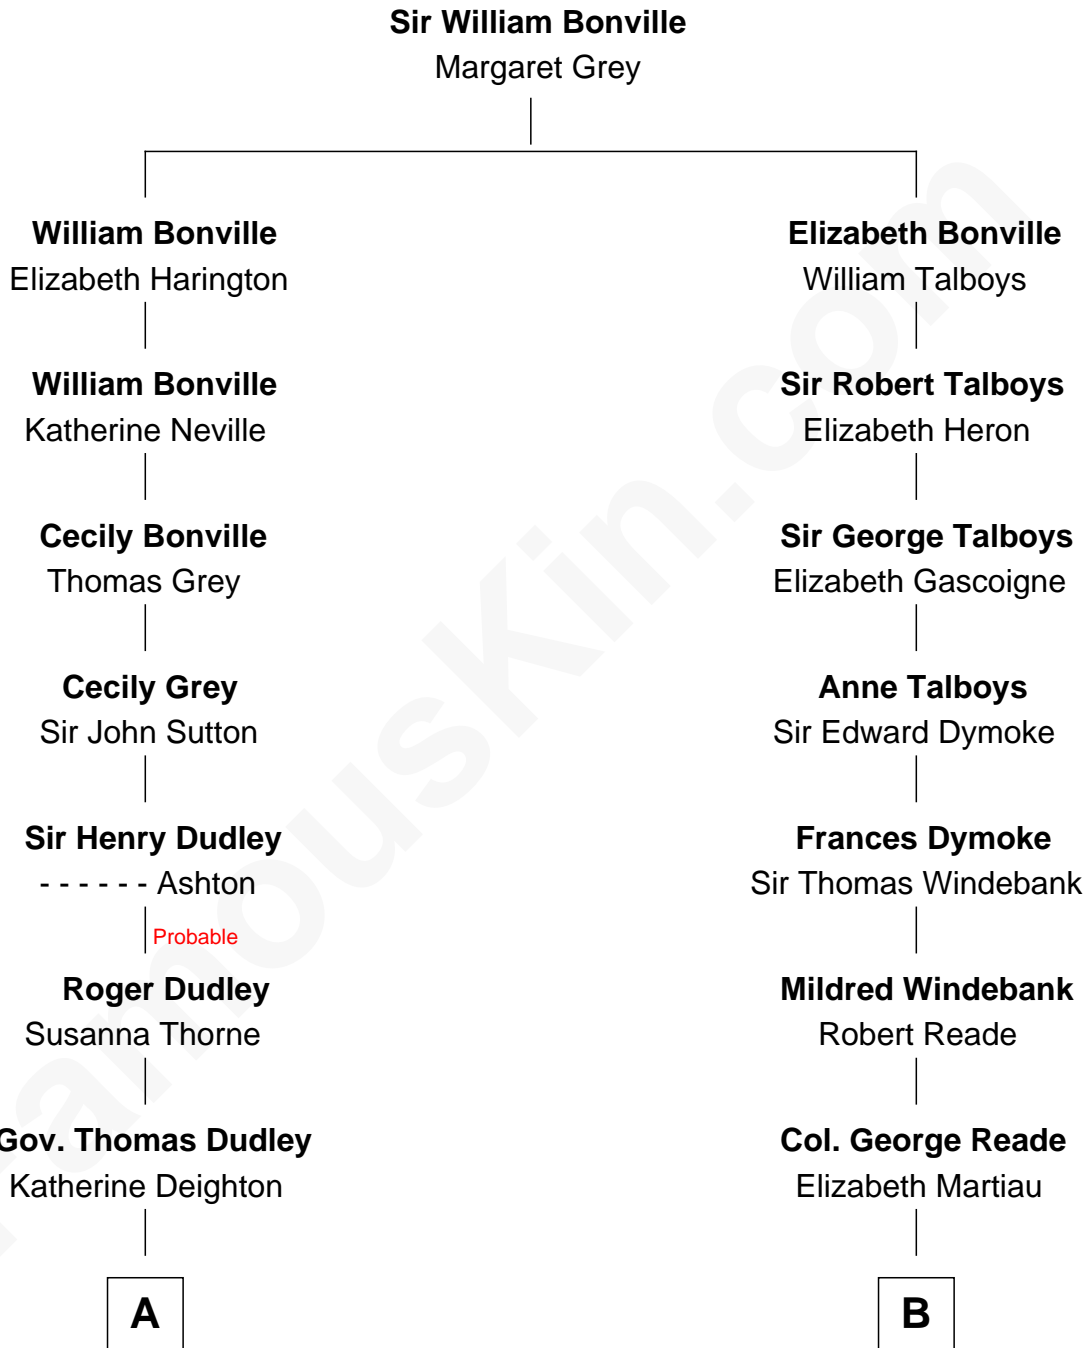 Sir William Bonville
Margaret Grey
William Bonville
Elizabeth Harington
Elizabeth Bonville
William Talboys
William Bonville
Katherine Neville
Sir Robert Talboys
Elizabeth Heron
Cecily Bonville
Thomas Grey
Sir George Talboys
Elizabeth Gascoigne
Cecily Grey
Sir John Sutton
Anne Talboys
Sir Edward Dymoke
Sir Henry Dudley
- - - - - - Ashton
Probable
Frances Dymoke
Sir Thomas Windebank
Roger Dudley
Susanna Thorne
Mildred Windebank
Robert Reade
Gov. Thomas Dudley
Katherine Deighton
Col. George Reade
Elizabeth Martiau
A
B
FamousKin.com